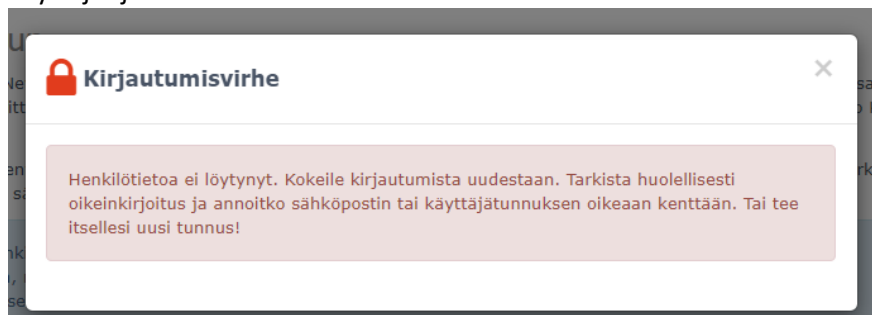 Kirjautumisvirhe
Henkilötietoa ei löytynyt. Kokeile kirjautumista uudestaan. Tarkista huolellisesti
oikeinkirjoitus ja annoitko sähköpostin tai käyttäjätunnuksen oikeaan kenttään. Tai tee
itsellesi uusi tunnus!